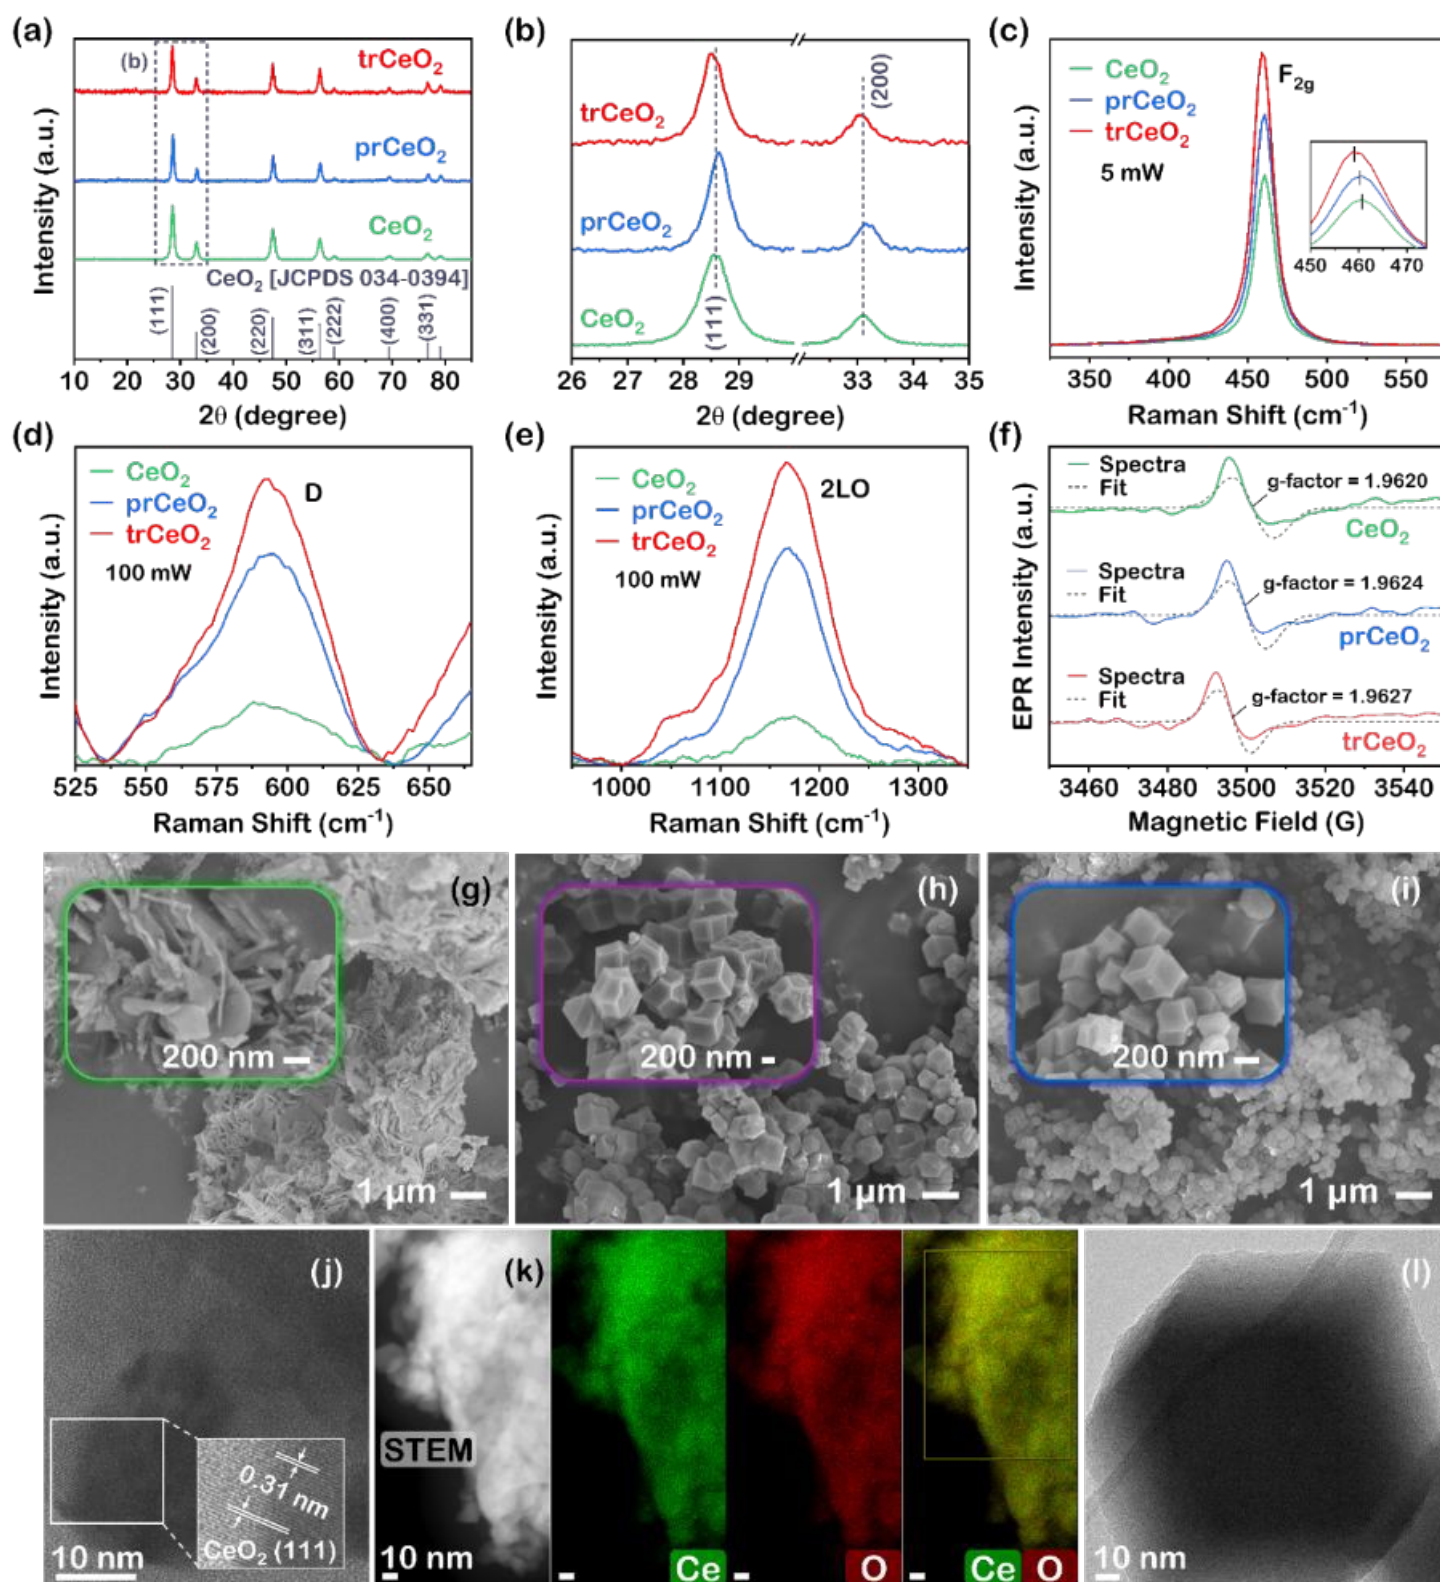 (a)
(b)
trCeO2
prCeO2
CeO2
CeO2 [JCPDS 034-0394]
(111)
(200)
(220)
(311)
(222)
(400)
(331)
Intensity (a.u.)
10 20 30 40 50 60 70 80
2θ (degree)
(b)
trCeO2
prCeO2
CeO2
(111)
(200)
Intensity (a.u.)
26 27 28 29 33 34 35
2θ (degree)
(c)
CeO2
prCeO2
trCeO2
5 mW
F2g
450 460 470
Intensity (a.u.)
350 400 450 500 550
Raman Shift (cm-1)
(d)
CeO2
prCeO2
trCeO2
100 mW
D
Intensity (a.u.)
525 550 575 600 625 650
Raman Shift (cm-1)
(e)
CeO2
prCeO2
trCeO2
100 mW
2LO
Intensity (a.u.)
1000 1100 1200 1300
Raman Shift (cm-1)
(f)
Spectra
Fit
g-factor = 1.9620
CeO2
Spectra
Fit
g-factor = 1.9624
prCeO2
Spectra
Fit
g-factor = 1.9627
trCeO2
EPR Intensity (a.u.)
3460 3480 3500 3520 3540
Magnetic Field (G)
(g)
200 nm
1 µm
(h)
200 nm
1 µm
(i)
200 nm
1 µm
(j)
0.31 nm
CeO2 (111)
10 nm
(k)
STEM
10 nm
Ce
O
Ce O
(l)
10 nm